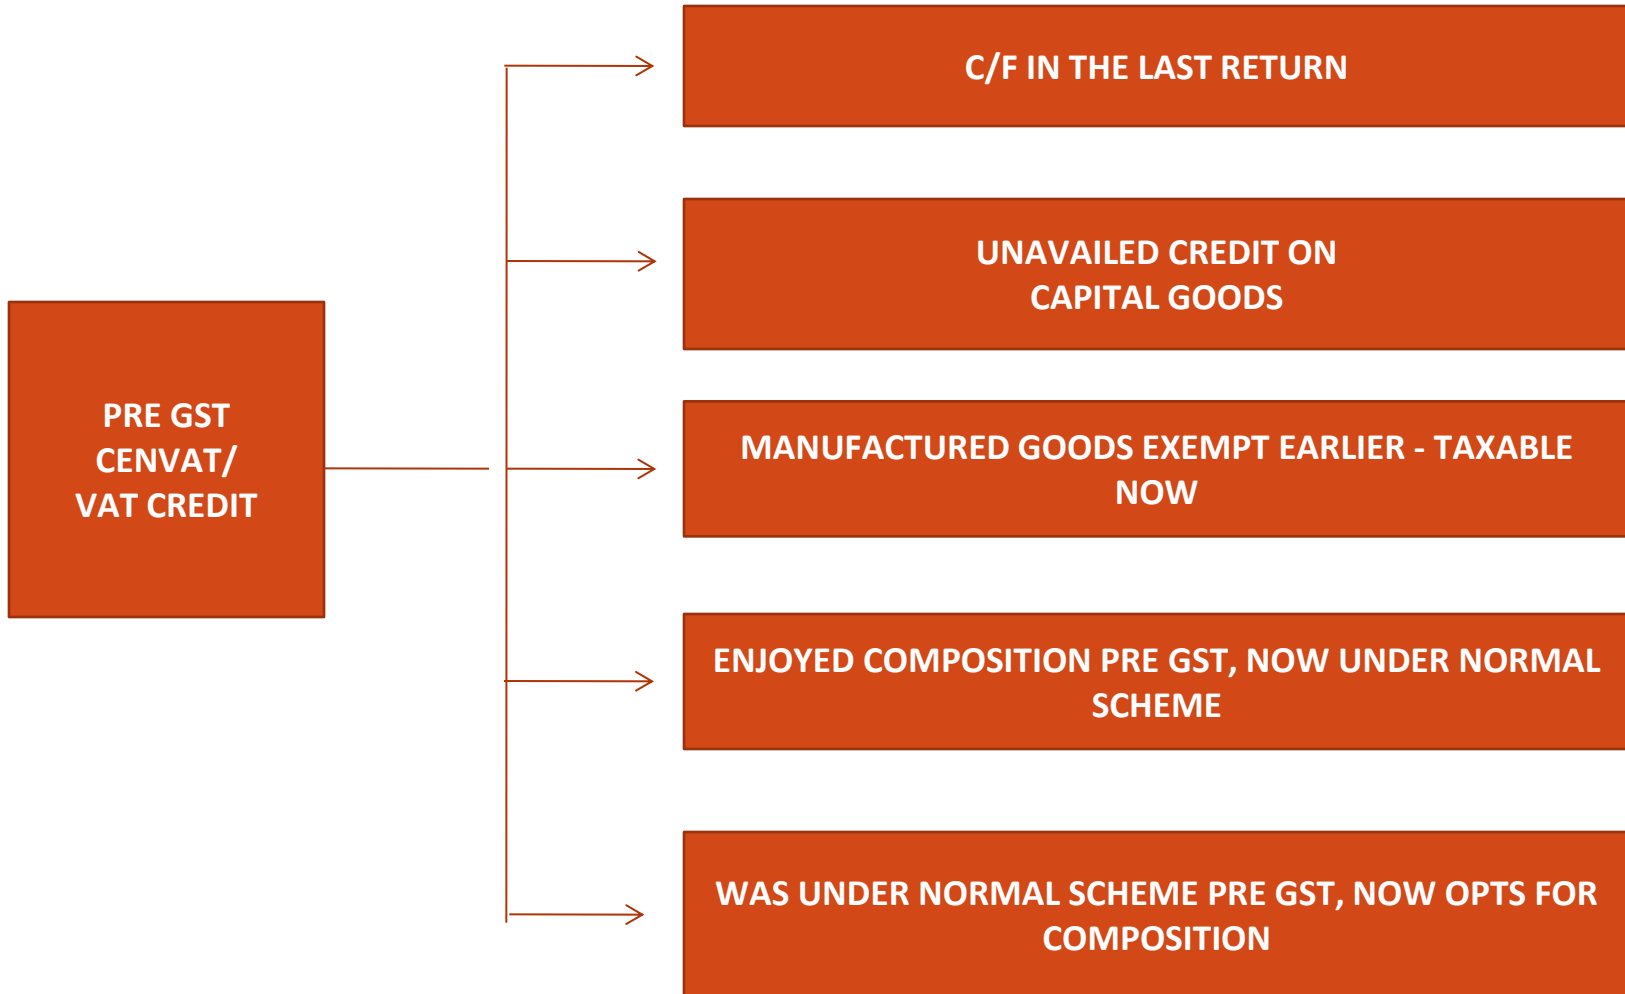 C/F IN THE LAST RETURN
UNAVAILED CREDIT ON
CAPITAL GOODS
PRE GST
CENVAT/
VAT CREDIT
MANUFACTURED GOODS EXEMPT EARLIER - TAXABLE
NOW
ENJOYED COMPOSITION PRE GST, NOW UNDER NORMAL
SCHEME
WAS UNDER NORMAL SCHEME PRE GST, NOW OPTS FOR
COMPOSITION